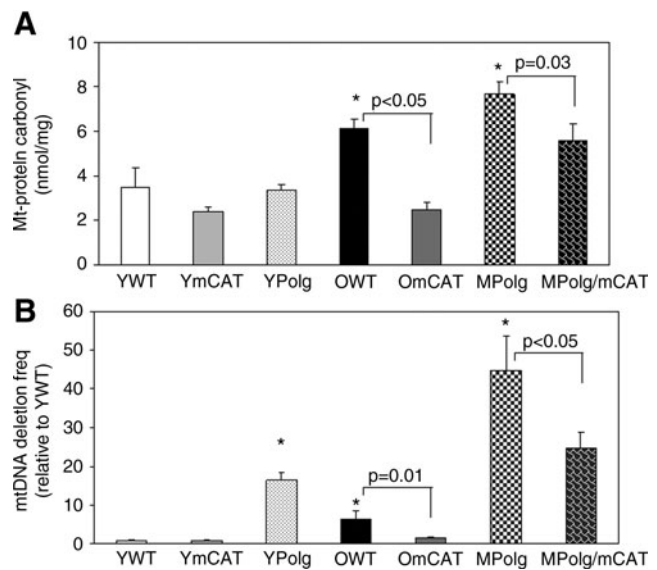 A
Mt-protein carbonyl
(nmol/mg)
10
8
6
4
2
0
*
p<0.05
*
p=0.03
YWT YmCAT YPolg OWT OmCAT MPolg MPolg/mCAT
B
mtDNA deletion freq
(relative to YWT)
60
50
40
30
20
10
0
*
*
p=0.01
*
p<0.05
YWT YmCAT YPolg OWT OmCAT MPolg MPolg/mCAT